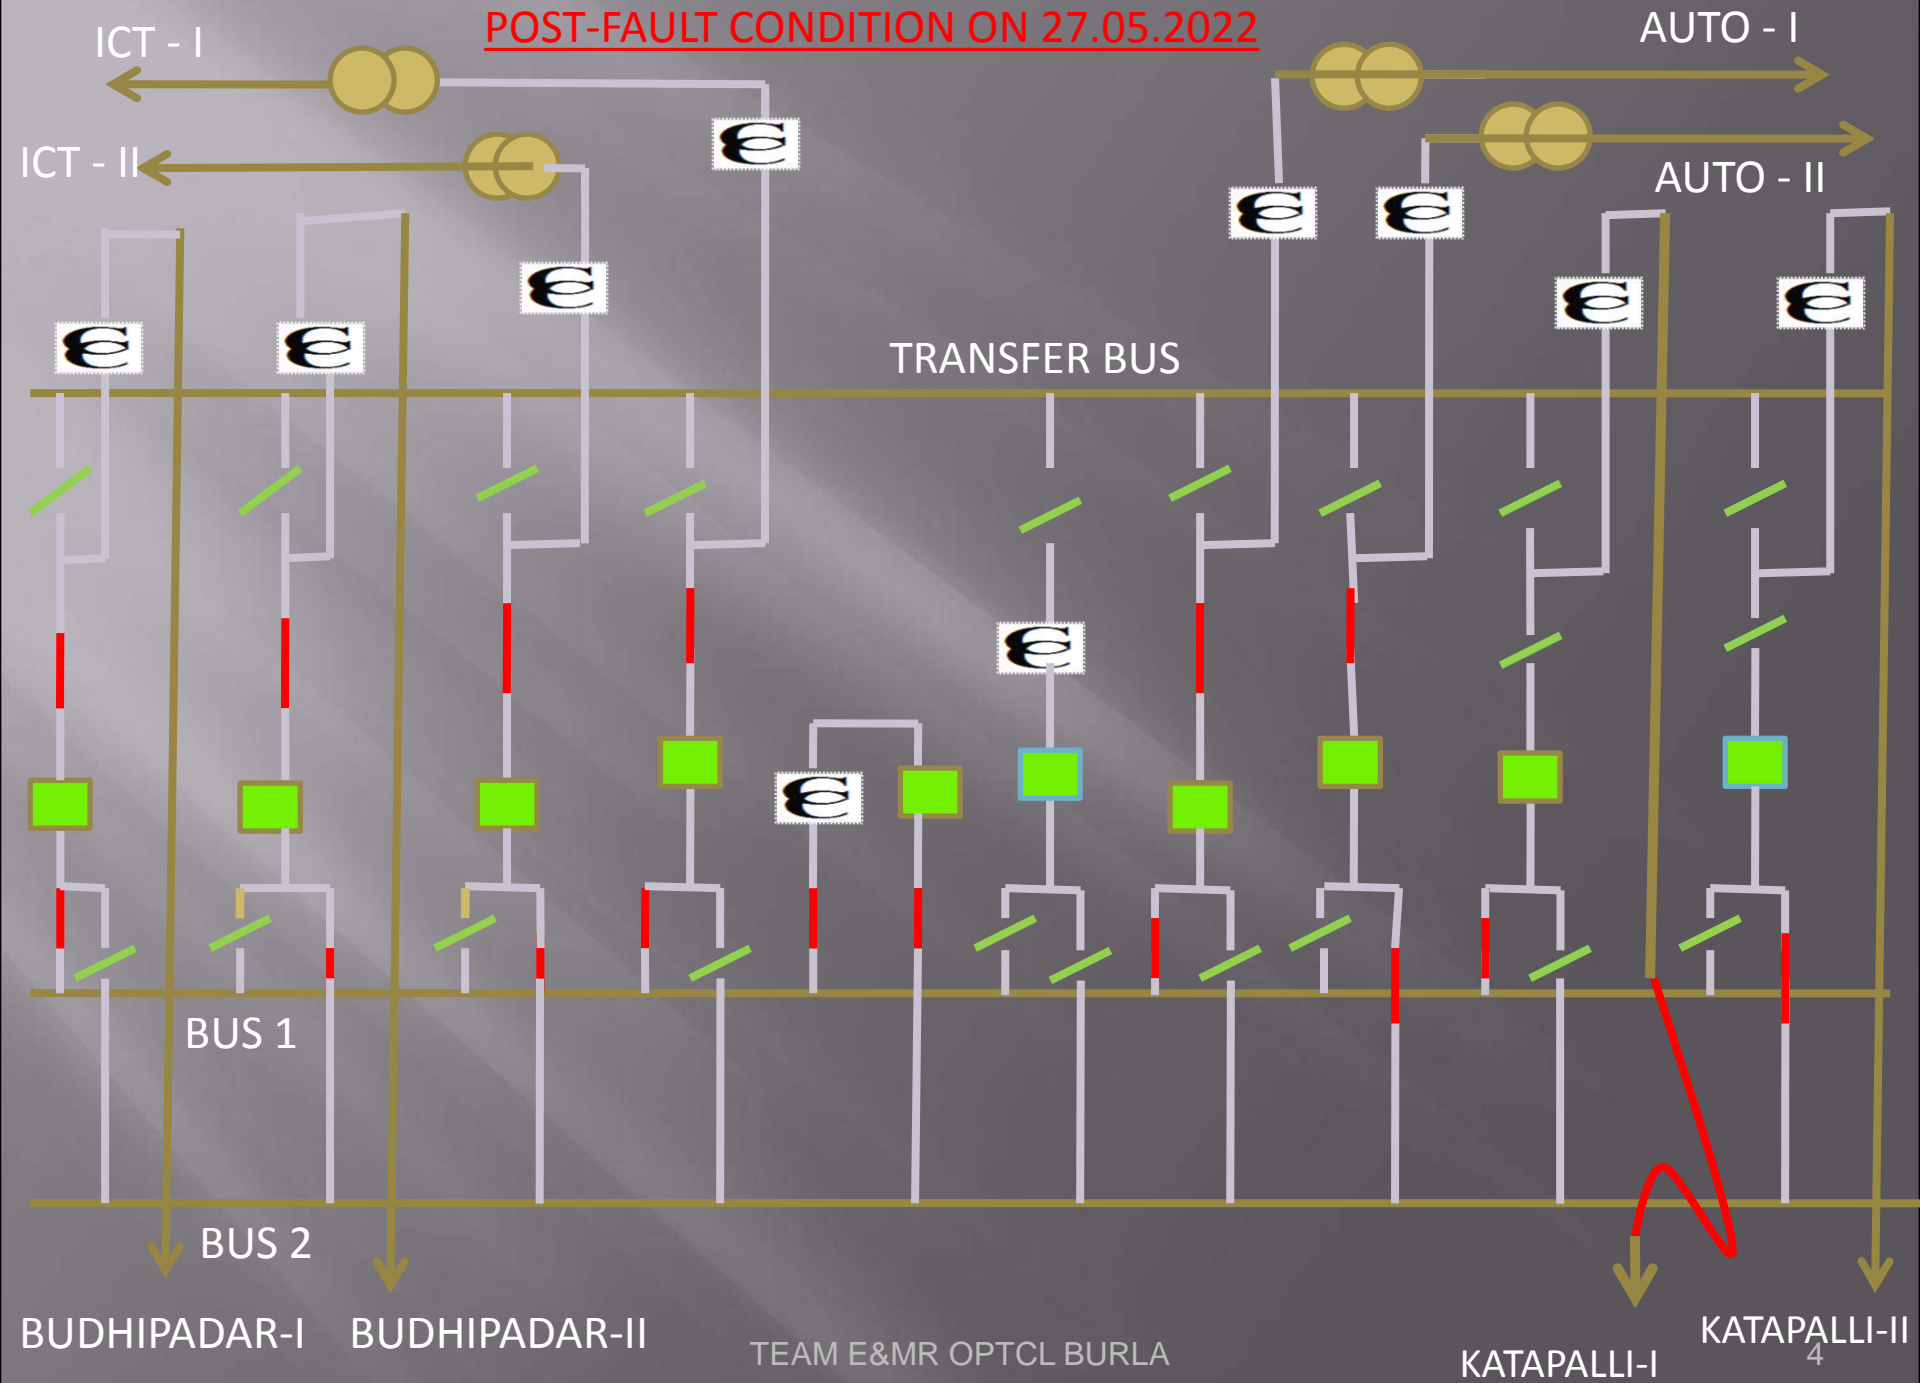 POST-FAULT CONDITION ON 27.05.2022
ICT - I
AUTO - I
ICT - II
AUTO - II
TRANSFER BUS
BUS 1
BUS 2
BUDHIPADAR-I
BUDHIPADAR-II
TEAM E&MR OPTCL BURLA
KATAPALLI-I
KATAPALLI-II
4